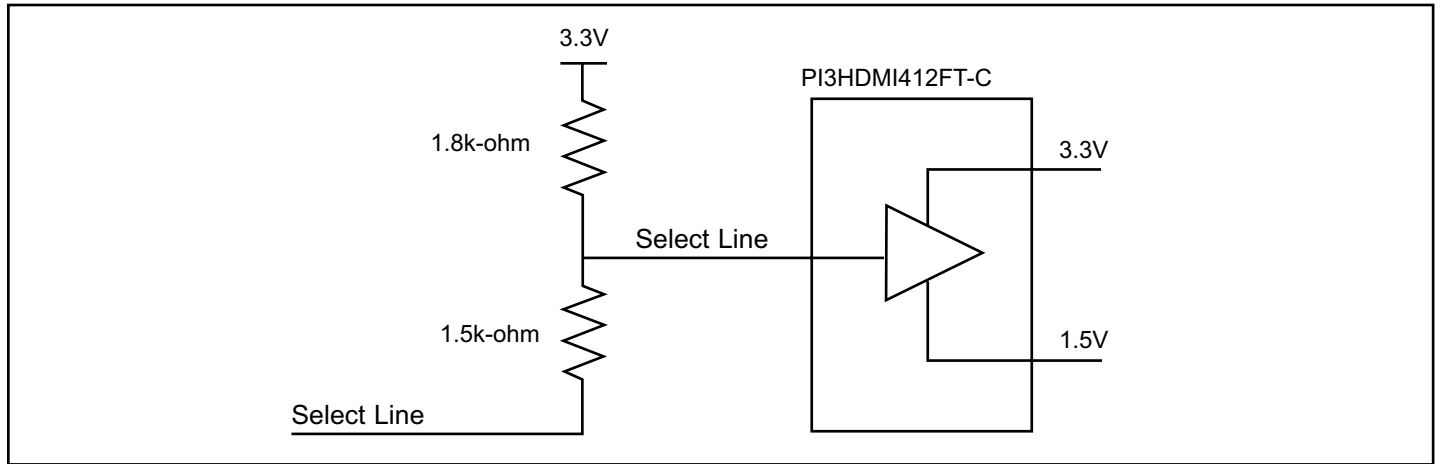 3.3V
PI3HDMI412FT-C
1.8k-ohm
3.3V
Select Line
1.5k-ohm
1.5V
Select Line